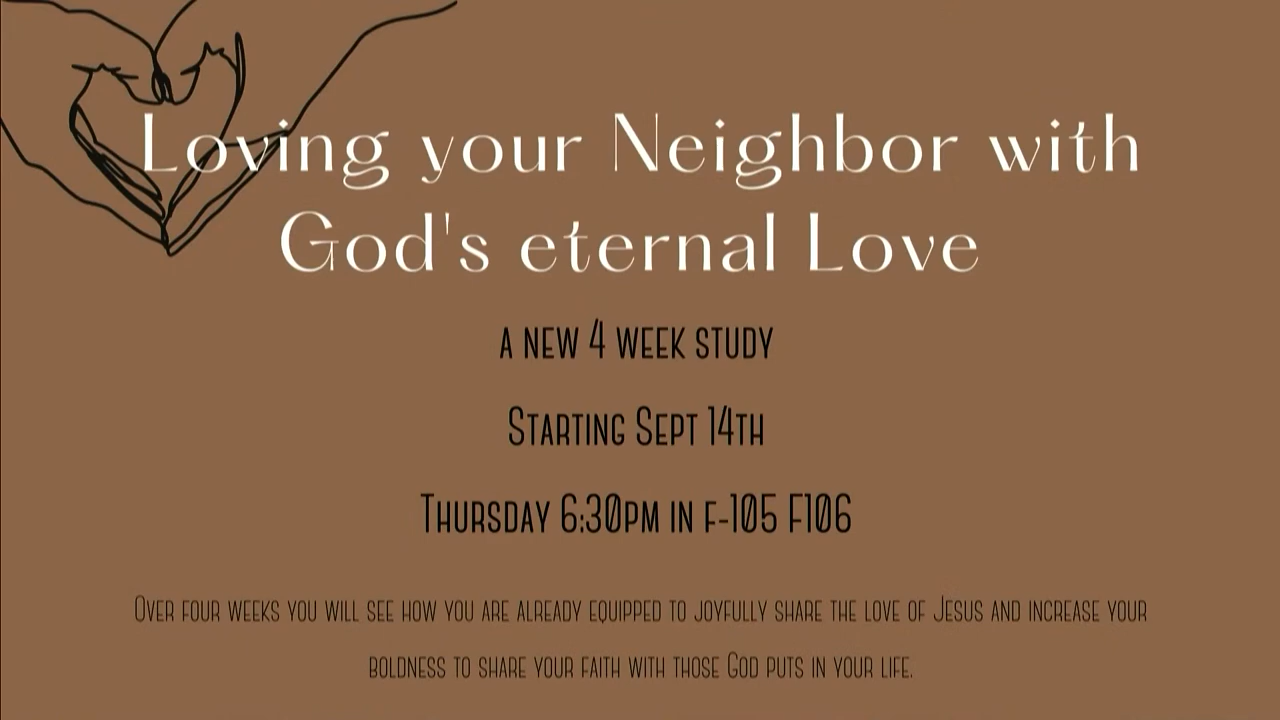 Loving your Neighbor with
God's eternal Love
A NEW 4 WEEK STUDY
STARTING SEPT 14TH
THURSDAY 6:30PM IN F-105 F106
OVER FOUR WEEKS YOU WILL SEE HOW YOU ARE ALREADY EQUIPPED TO JOYFULLY SHARE THE LOVE OF JESUS AND INCREASE YOUR
BOLDNESS TO SHARE YOUR FAITH WITH THOSE GOD PUTS IN YOUR LIFE.